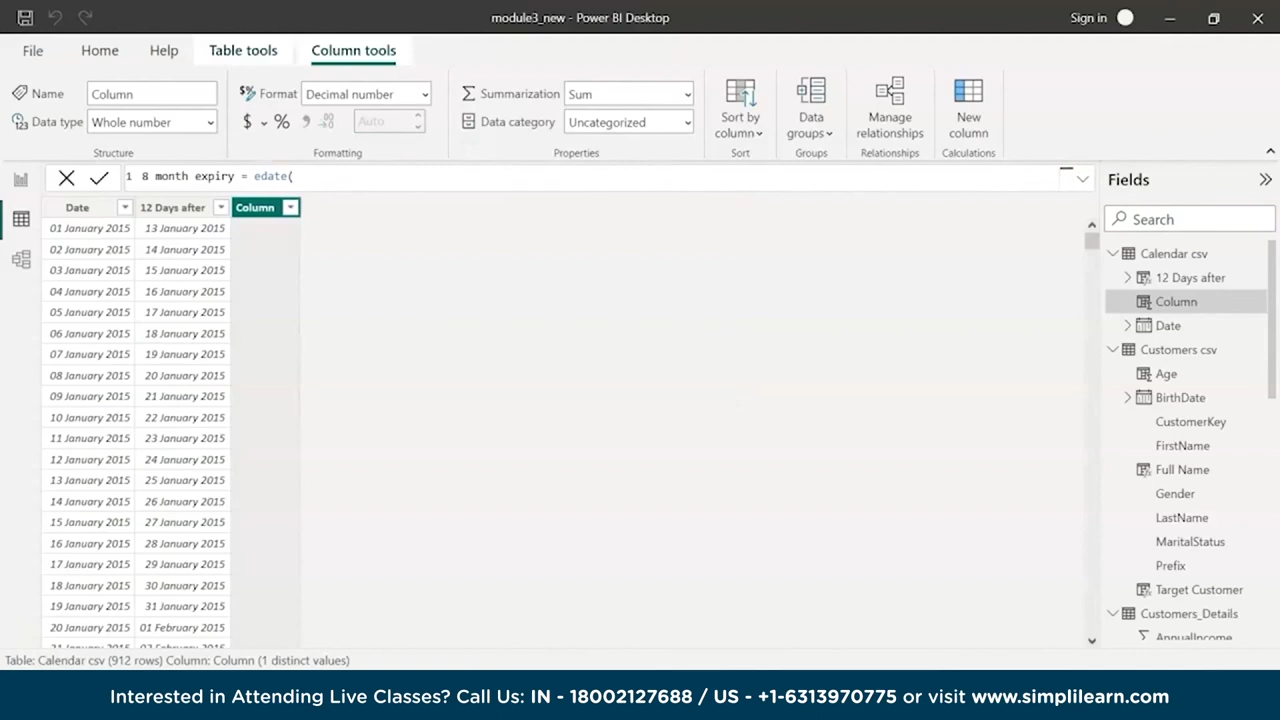 module3_new - Power BI Desktop
Sign in
File Home Help Table tools Column tools
Name Column
Data type Whole number
Structure
Format Decimal number
$ % Auto
Formatting
Summarization Sum
Data category Uncategorized
Properties
Sort by column
Sort
Data groups
Groups
Manage relationships
Relationships
New column
Calculations
1 8 month expiry = edate(
Date 12 Days after Column
01 January 2015 13 January 2015
02 January 2015 14 January 2015
03 January 2015 15 January 2015
04 January 2015 16 January 2015
05 January 2015 17 January 2015
06 January 2015 18 January 2015
07 January 2015 19 January 2015
08 January 2015 20 January 2015
09 January 2015 21 January 2015
10 January 2015 22 January 2015
11 January 2015 23 January 2015
12 January 2015 24 January 2015
13 January 2015 25 January 2015
14 January 2015 26 January 2015
15 January 2015 27 January 2015
16 January 2015 28 January 2015
17 January 2015 29 January 2015
18 January 2015 30 January 2015
19 January 2015 31 January 2015
20 January 2015 01 February 2015
Fields
Search
Calendar csv
12 Days after
Column
Date
Customers csv
Age
BirthDate
CustomerKey
FirstName
Full Name
Gender
LastName
MaritalStatus
Prefix
Target Customer
Customers_Details
AnnualIncome
Table: Calendar csv (912 rows) Column: Column (1 distinct values)
Interested in Attending Live Classes? Call Us: IN - 18002127688 / US - +1-6313970775 or visit www.simplilearn.com